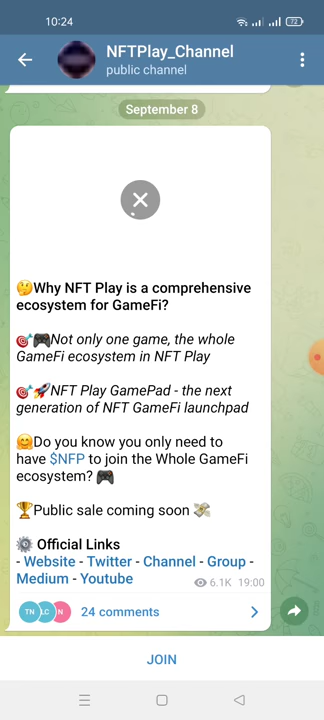 10:24
72
NFTPlay_Channel
public channel
September 8
🤔Why NFT Play is a comprehensive
ecosystem for GameFi?
🎯🎮Not only one game, the whole
GameFi ecosystem in NFT Play
🎯🚀NFT Play GamePad - the next
generation of NFT GameFi launchpad
🤗Do you know you only need to
have $NFP to join the Whole GameFi
ecosystem? 🎮
🏆Public sale coming soon 💸
⚙️ Official Links
- Website - Twitter - Channel - Group -
Medium - Youtube
6.1K 19:00
TN LC N 24 comments
JOIN